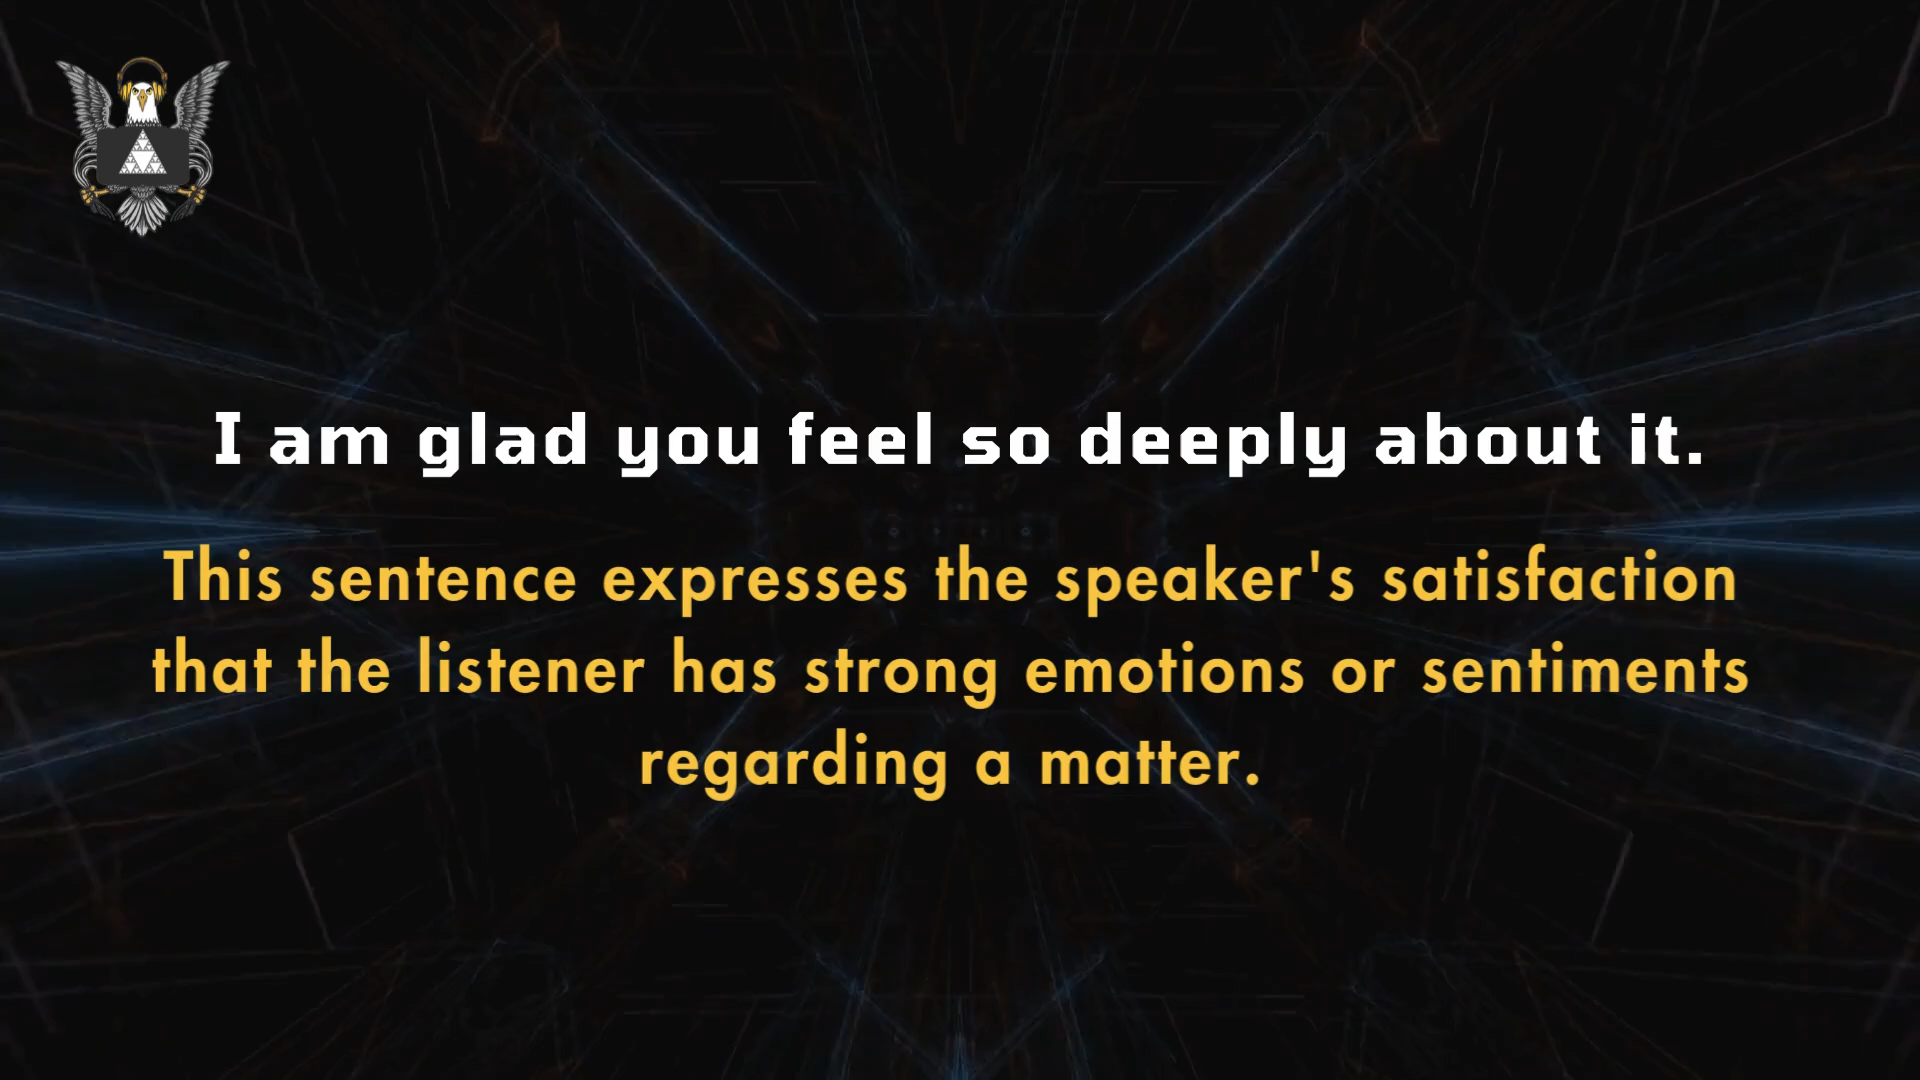 I am glad you feel so deeply about it.
This sentence expresses the speaker's satisfaction
that the listener has strong emotions or sentiments
regarding a matter.